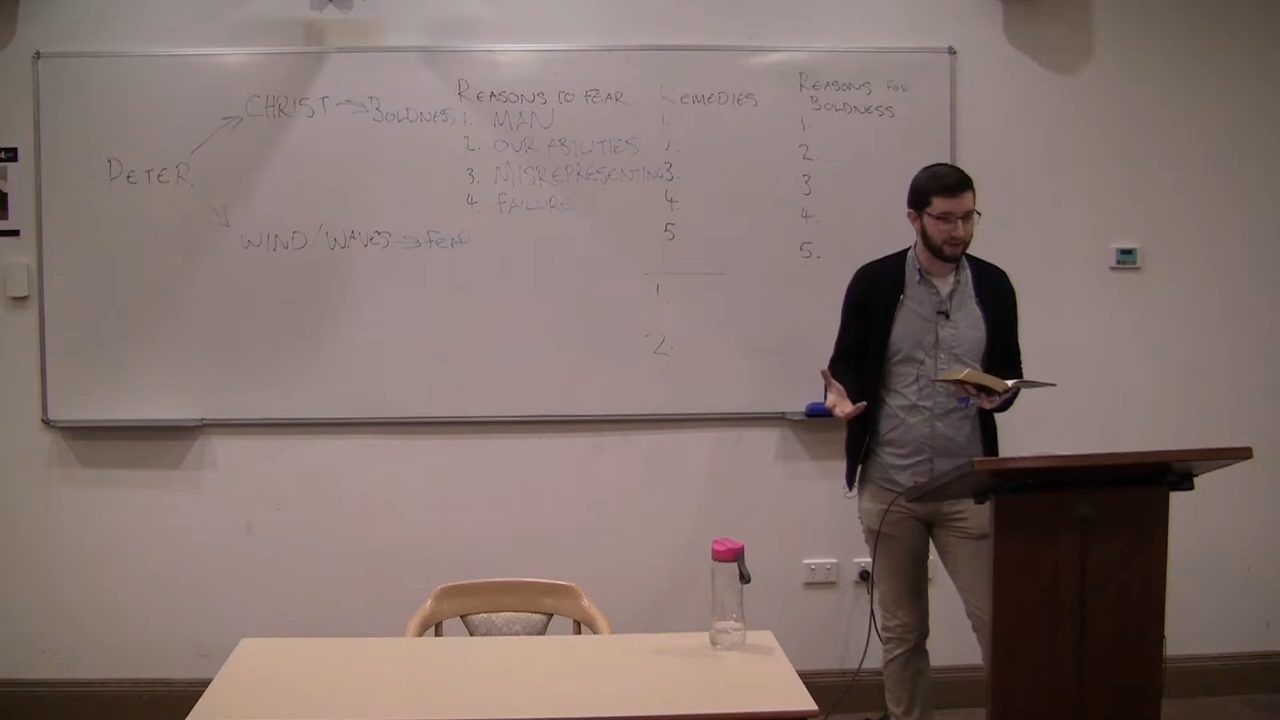 DETER
CHRIST → BOLDNESS
WIND/WAVES → FEAR
REASONS TO FEAR
1. MAN
2. OUR ABILITIES
3. MISREPRESENTING
4. FAILURE
REMEDIES
1.
2.
3.
4.
5.
1.
2.
REASONS FOR
BOLDNESS
1.
2.
3
4.
5.